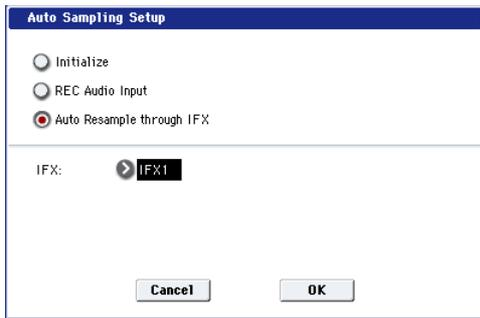 Auto Sampling Setup
Initialize
REC Audio Input
Auto Resample through IFX
IFX: IFX1
Cancel OK